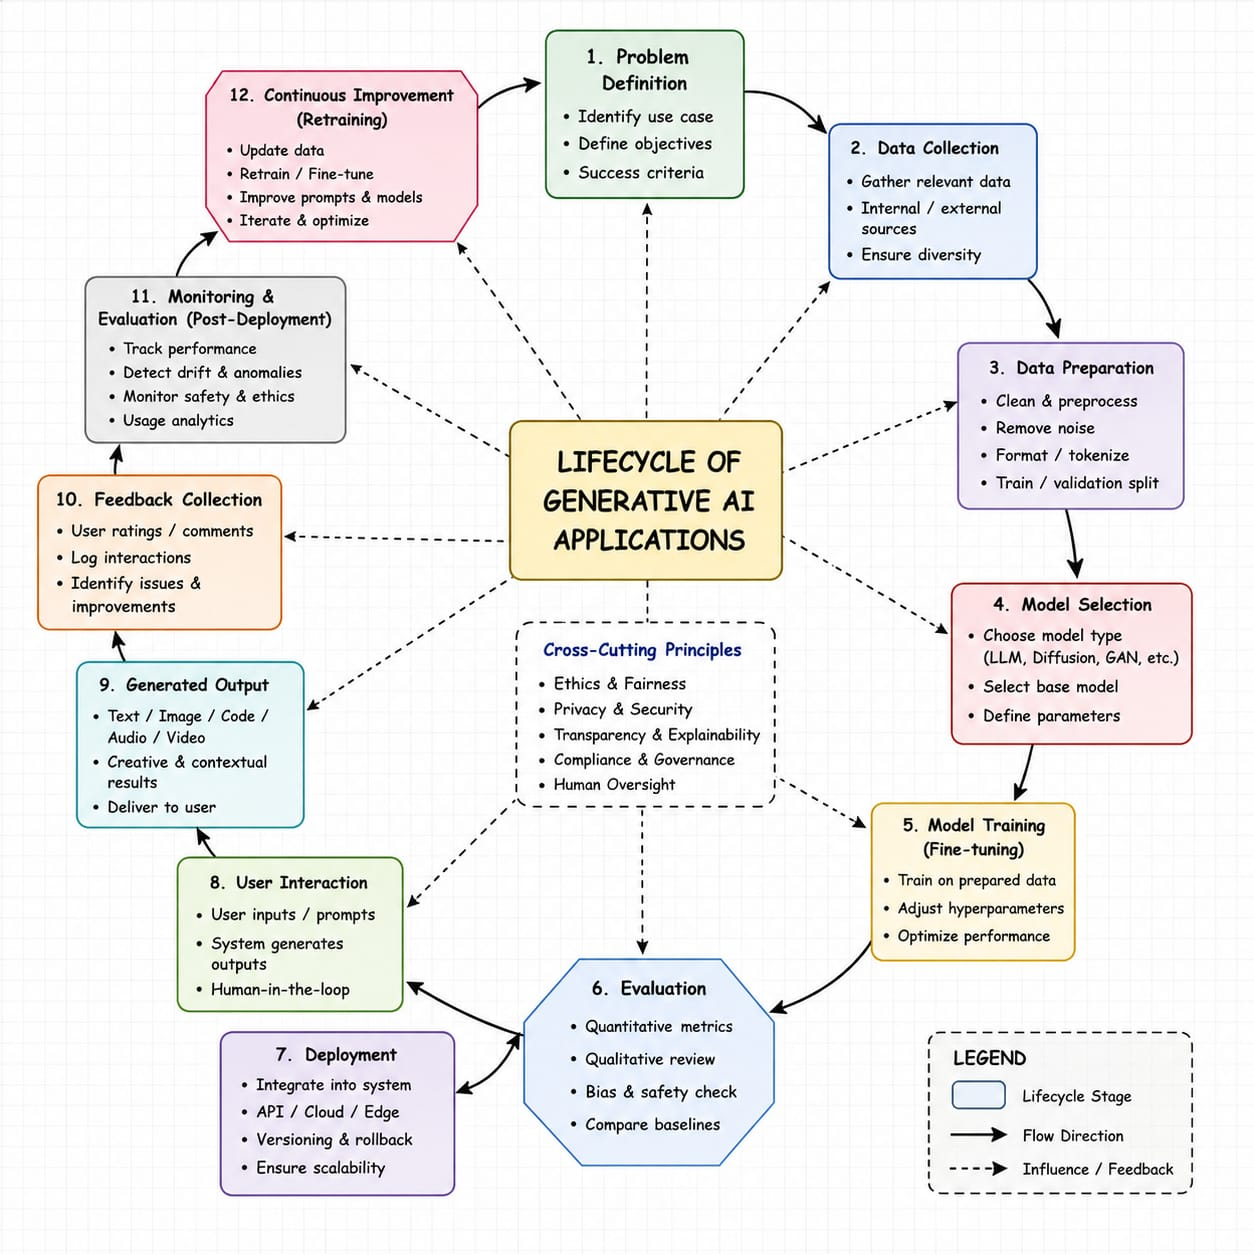 1. Problem
Definition
• Identify use case
• Define objectives
• Success criteria
2. Data Collection
• Gather relevant data
• Internal / external
sources
• Ensure diversity
3. Data Preparation
• Clean & preprocess
• Remove noise
• Format / tokenize
• Train / validation split
4. Model Selection
• Choose model type
(LLM, Diffusion, GAN, etc.)
• Select base model
• Define parameters
5. Model Training
(Fine-tuning)
• Train on prepared data
• Adjust hyperparameters
• Optimize performance
6. Evaluation
• Quantitative metrics
• Qualitative review
• Bias & safety check
• Compare baselines
7. Deployment
• Integrate into system
• API / Cloud / Edge
• Versioning & rollback
• Ensure scalability
8. User Interaction
• User inputs / prompts
• System generates
outputs
• Human-in-the-loop
9. Generated Output
• Text / Image / Code /
Audio / Video
• Creative & contextual
results
• Deliver to user
10. Feedback Collection
• User ratings / comments
• Log interactions
• Identify issues &
improvements
11. Monitoring &
Evaluation (Post-Deployment)
• Track performance
• Detect drift & anomalies
• Monitor safety & ethics
• Usage analytics
12. Continuous Improvement
(Retraining)
• Update data
• Retrain / Fine-tune
• Improve prompts & models
• Iterate & optimize
LIFECYCLE OF
GENERATIVE AI
APPLICATIONS
Cross-Cutting Principles
• Ethics & Fairness
• Privacy & Security
• Transparency & Explainability
• Compliance & Governance
• Human Oversight
LEGEND
Lifecycle Stage
Flow Direction
Influence / Feedback